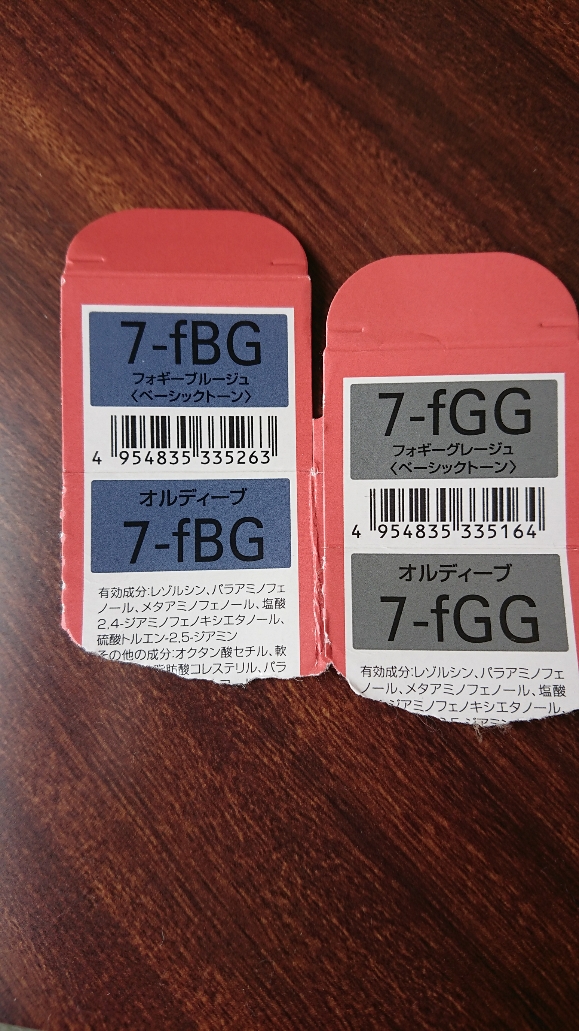 7-fBG
フォギーブルージュ
〈ベーシックトーン〉
4 954835 335263
オルディーブ
7-fBG
有効成分:レゾルシン、パラアミノフェ
ノール、メタアミノフェノール、塩酸
2,4-ジアミノフェノキシエタノール、
硫酸トルエン-2,5-ジアミン
その他の成分:オクタン酸セチル、軟
脂肪酸コレステリル、パラ
7-fGG
フォギーグレージュ
〈ベーシックトーン〉
4 954835 335164
オルディーブ
7-fGG
有効成分:レゾルシン、パラアミノフェ
ノール、メタアミノフェノール、塩酸
ジアミノフェノキシエタノール、